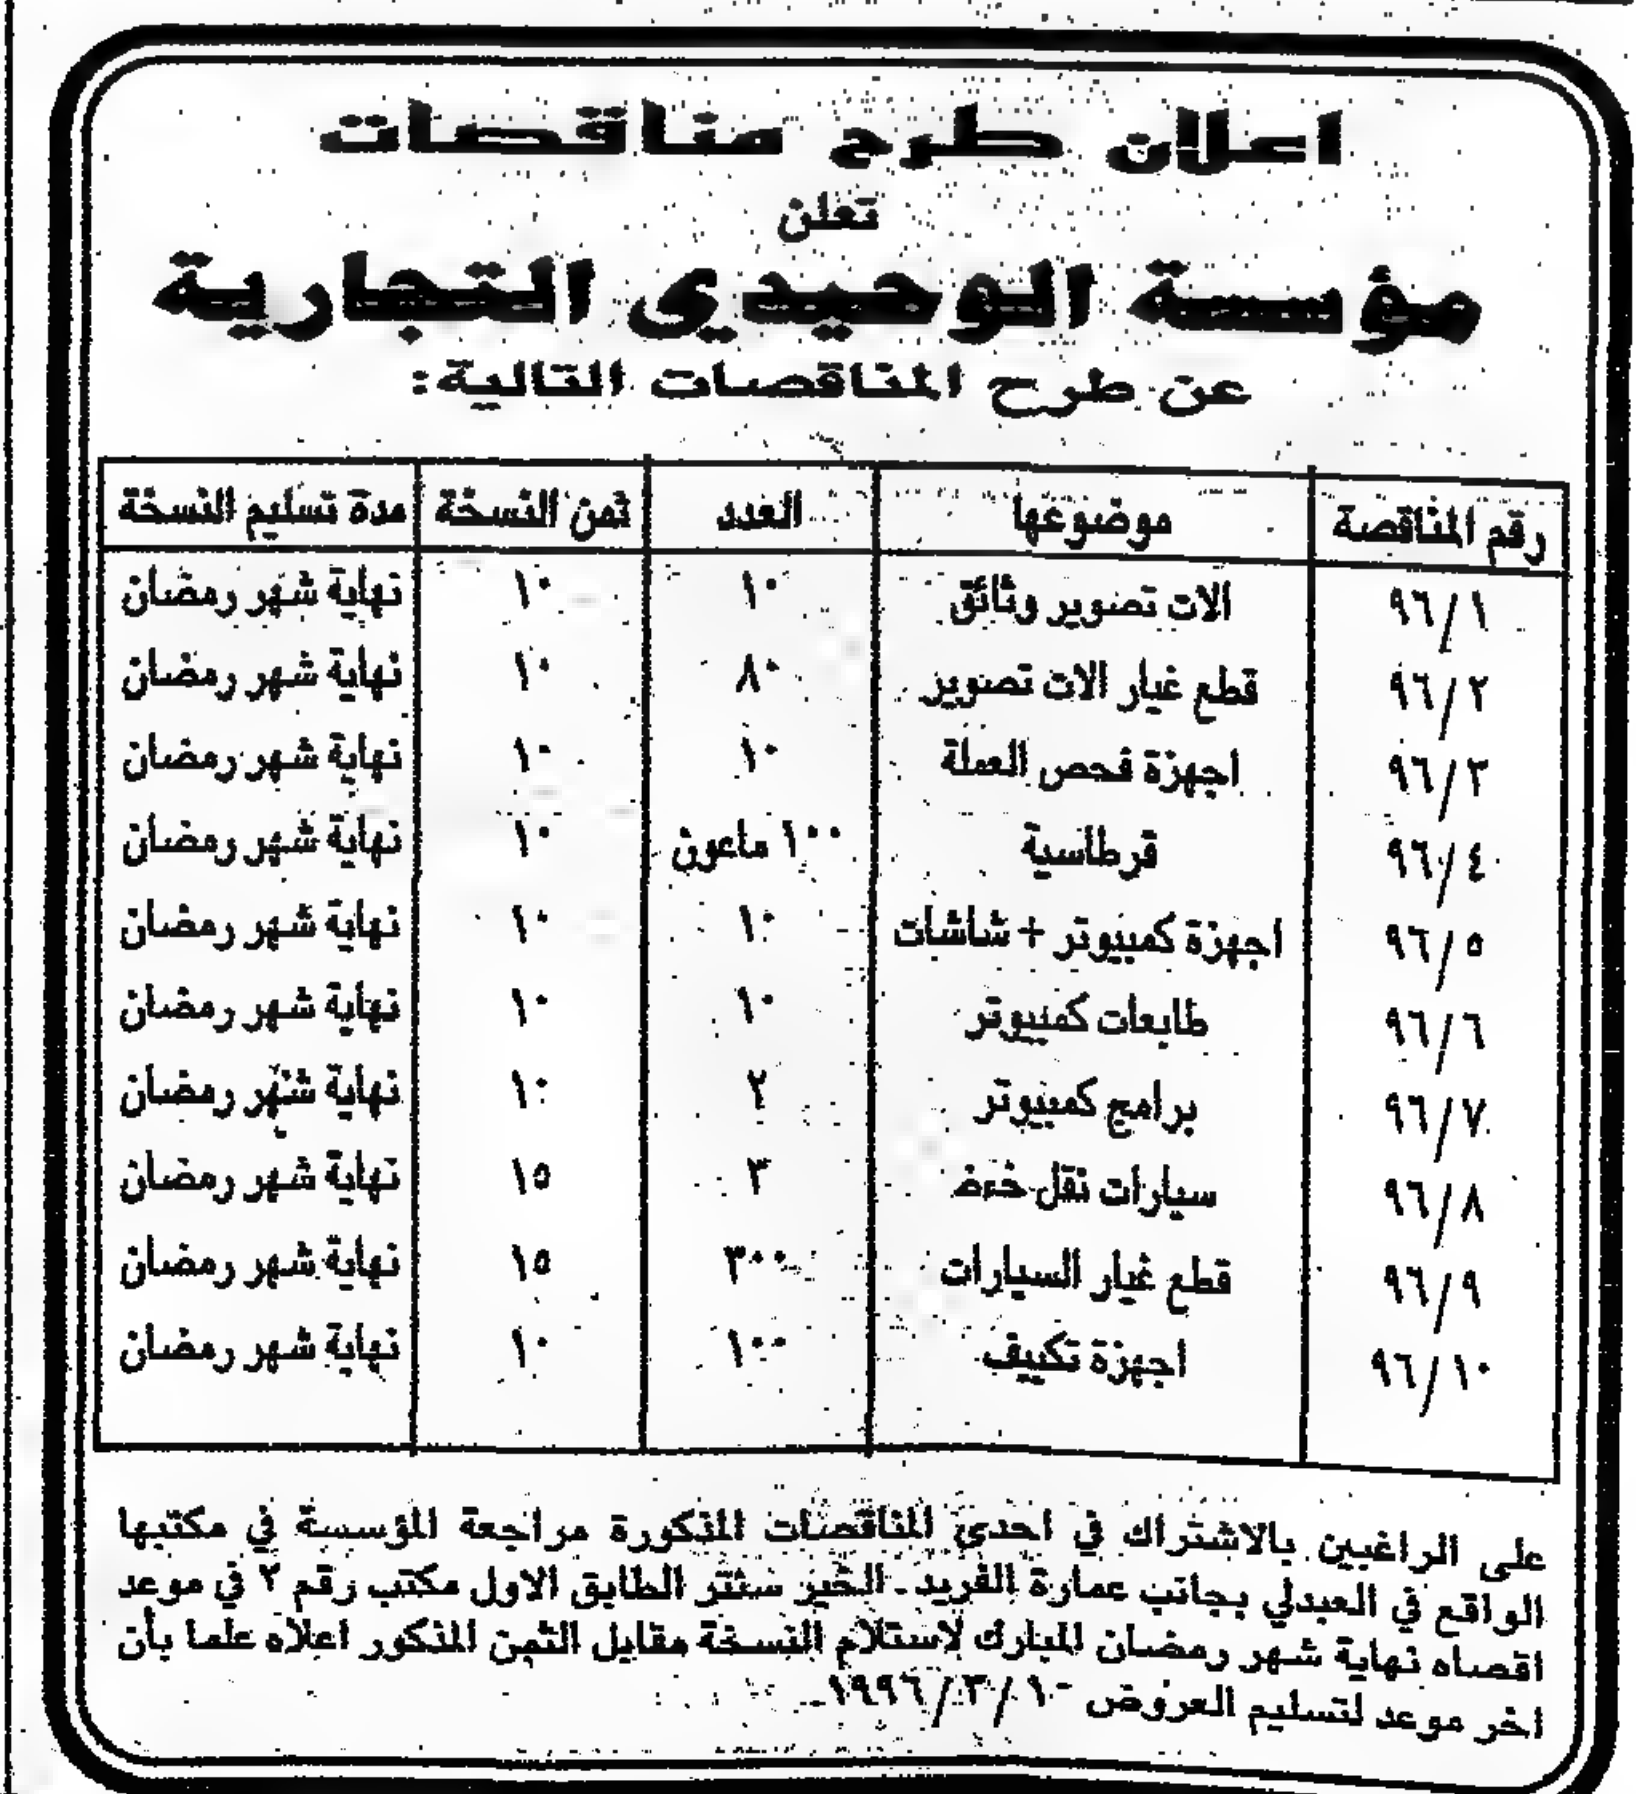 اعلان طرح مناقصات
تعلن
مؤسسة الوحيدي التجارية
عن طرح المناقصات التالية:
رقم المناقصة موضوعها العدد ثمن النسخة مدة تسليم النسخة
٩٦/١ الات تصوير وثائق ١٠ ١٠ نهاية شهر رمضان
٩٦/٢ قطع غيار الات تصوير ٨٠ ١٠ نهاية شهر رمضان
٩٦/٣ اجهزة فحص العملة ١٠ ١٠ نهاية شهر رمضان
٩٦/٤ قرطاسية ١٠٠ ماعون ١٠ نهاية شهر رمضان
٩٦/٥ اجهزة كمبيوتر + شاشات ١٠ ١٠ نهاية شهر رمضان
٩٦/٦ طابعات كمبيوتر ١٠ ١٠ نهاية شهر رمضان
٩٦/٧ برامج كمبيوتر ٢ ١٠ نهاية شهر رمضان
٩٦/٨ سيارات نقل ٣ ١٥ نهاية شهر رمضان
٩٦/٩ قطع غيار السيارات ٣٠٠ ١٥ نهاية شهر رمضان
٩٦/١٠ اجهزة تكييف ١٠٠ ١٠ نهاية شهر رمضان
على الراغبين بالاشتراك في احدى المناقصات المذكورة مراجعة المؤسسة في مكتبها
الواقع في العبدلي بجانب عمارة الفريد ـ الخير سنتر الطابق الاول مكتب رقم ٢ في موعد
اقصاه نهاية شهر رمضان المبارك لاستلام النسخة مقابل الثمن المذكور اعلاه علما بأن
اخر موعد لتسليم العروض ١٩٩٦/٣/١٠